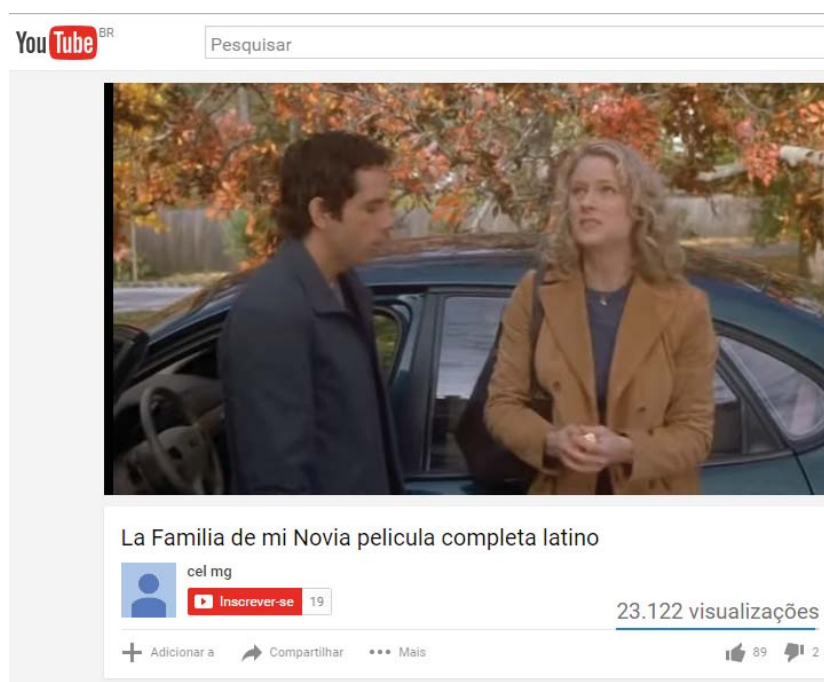 YouTube BR
Pesquisar
La Familia de mi Novia pelicula completa latino
cel mg
Inscrever-se 19
23.122 visualizações
Adicionar a Compartilhar Mais 89 2